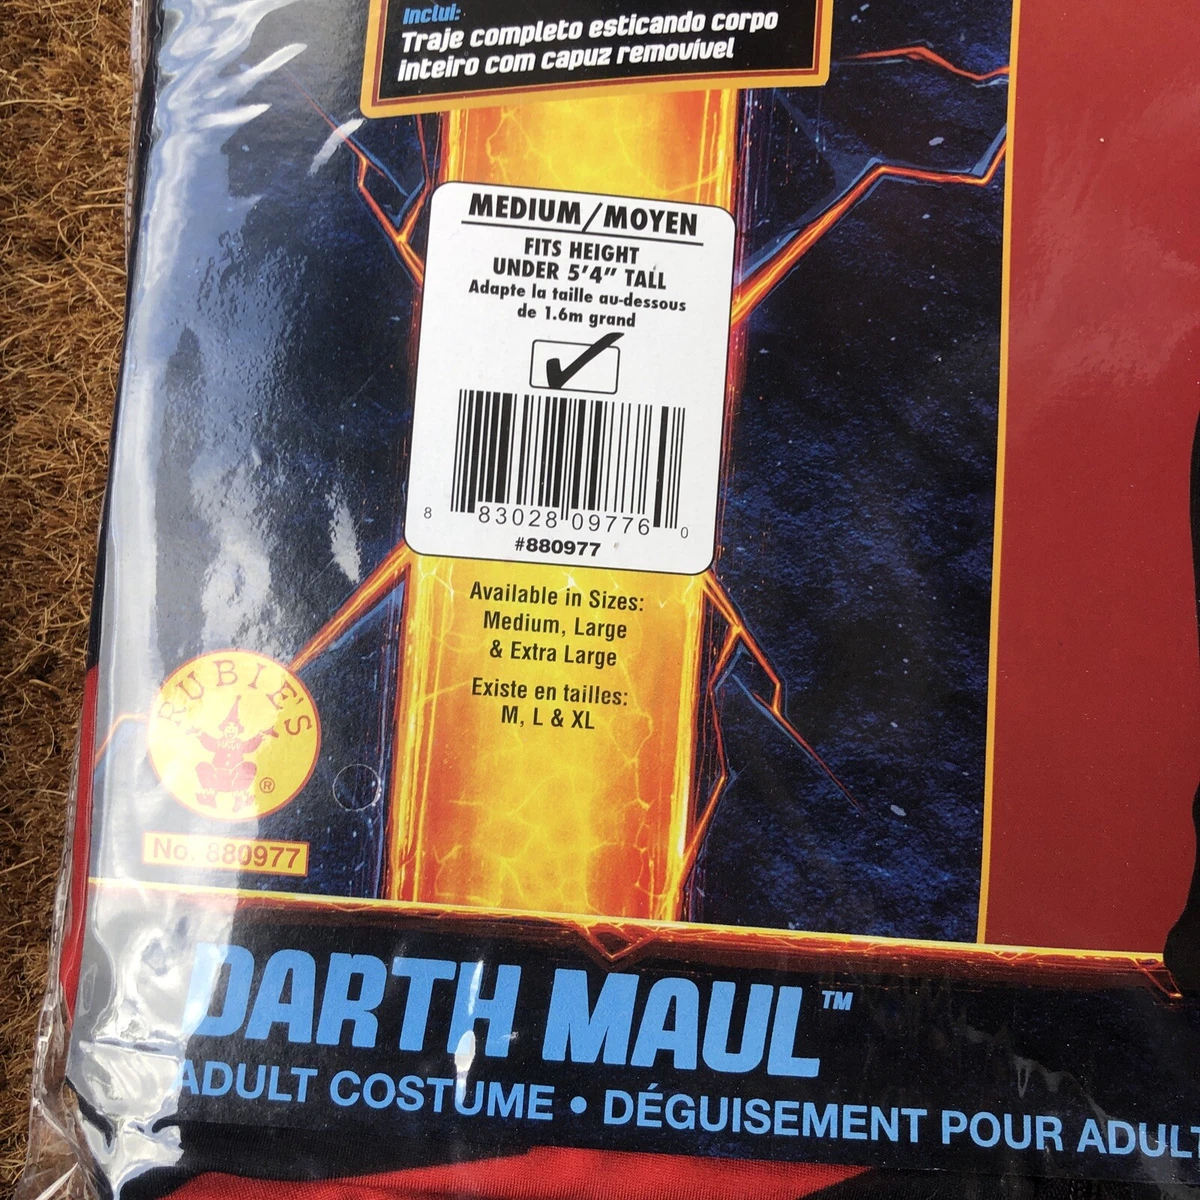 Inclui:
Traje completo esticando corpo
inteiro com capuz removível
MEDIUM/MOYEN
FITS HEIGHT
UNDER 5'4" TALL
Adapte la taille au-dessous
de 1.6m grand
8 83028 09776 0
#880977
Available in Sizes:
Medium, Large
& Extra Large
Existe en tailles:
M, L & XL
RUBIE'S
®
No. 880977
DARTH MAUL™
ADULT COSTUME • DÉGUISEMENT POUR ADULT